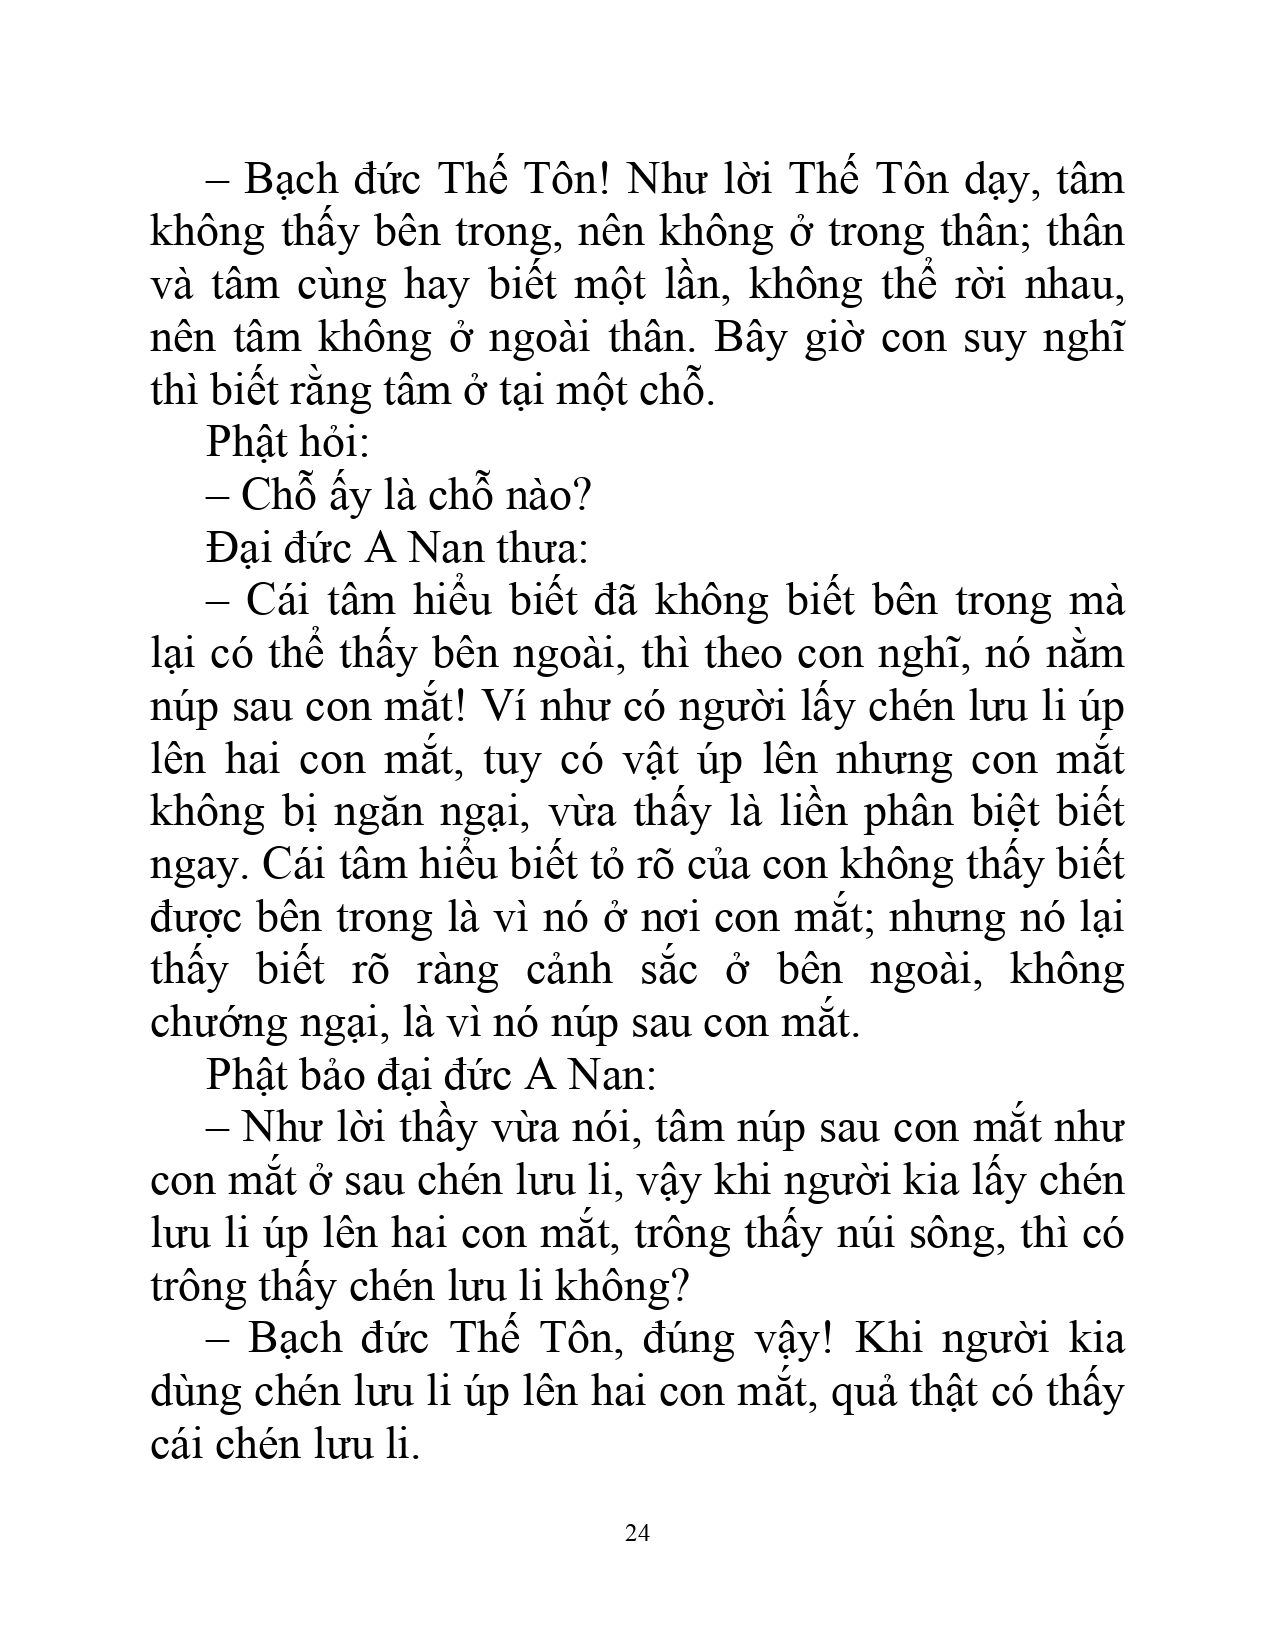 – Bạch đức Thế Tôn! Như lời Thế Tôn dạy, tâm
không thấy bên trong, nên không ở trong thân; thân
và tâm cùng hay biết một lần, không thể rời nhau,
nên tâm không ở ngoài thân. Bây giờ con suy nghĩ
thì biết rằng tâm ở tại một chỗ.
Phật hỏi:
– Chỗ ấy là chỗ nào?
Đại đức A Nan thưa:
– Cái tâm hiểu biết đã không biết bên trong mà
lại có thể thấy bên ngoài, thì theo con nghĩ, nó nằm
núp sau con mắt! Ví như có người lấy chén lưu li úp
lên hai con mắt, tuy có vật úp lên nhưng con mắt
không bị ngăn ngại, vừa thấy là liền phân biệt biết
ngay. Cái tâm hiểu biết tỏ rõ của con không thấy biết
được bên trong là vì nó ở nơi con mắt; nhưng nó lại
thấy biết rõ ràng cảnh sắc ở bên ngoài, không
chướng ngại, là vì nó núp sau con mắt.
Phật bảo đại đức A Nan:
– Như lời thầy vừa nói, tâm núp sau con mắt như
con mắt ở sau chén lưu li, vậy khi người kia lấy chén
lưu li úp lên hai con mắt, trông thấy núi sông, thì có
trông thấy chén lưu li không?
– Bạch đức Thế Tôn, đúng vậy! Khi người kia
dùng chén lưu li úp lên hai con mắt, quả thật có thấy
cái chén lưu li.
24